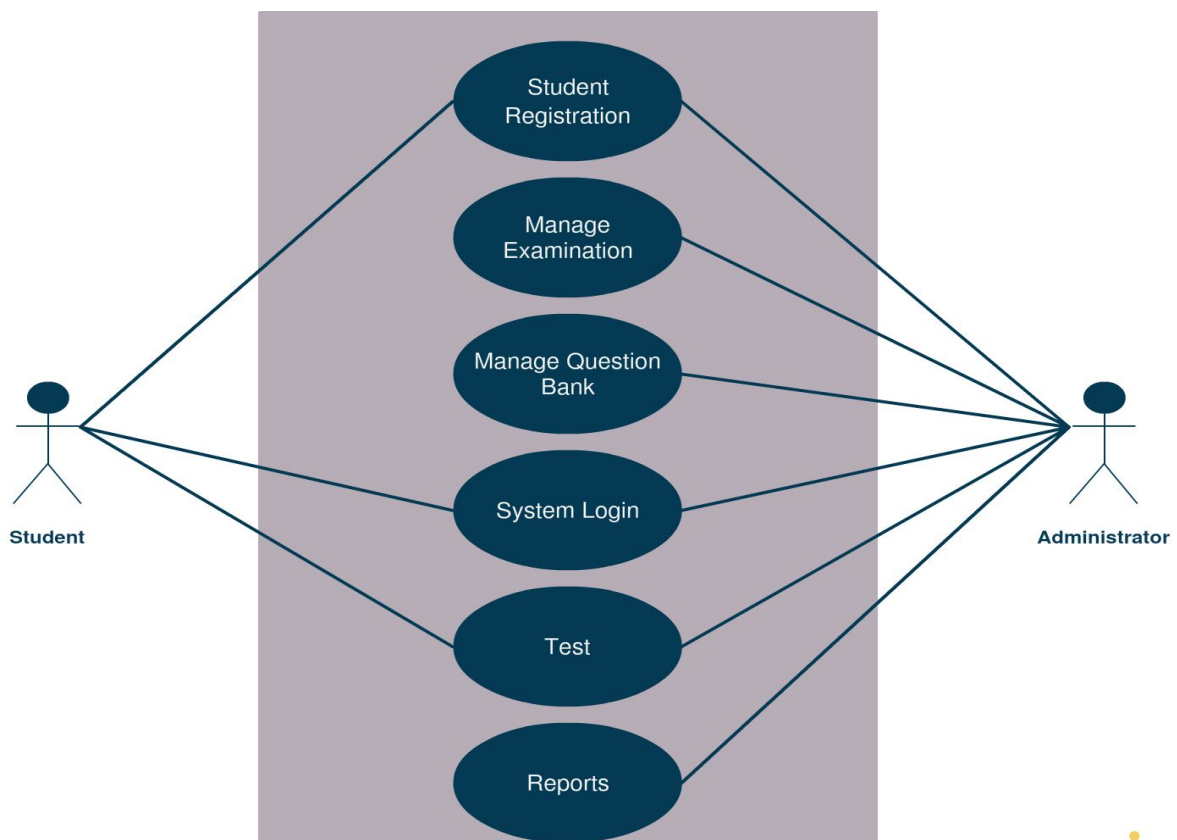 Student
Registration
Manage
Examination
Manage Question
Bank
System Login
Student
Administrator
Test
Reports